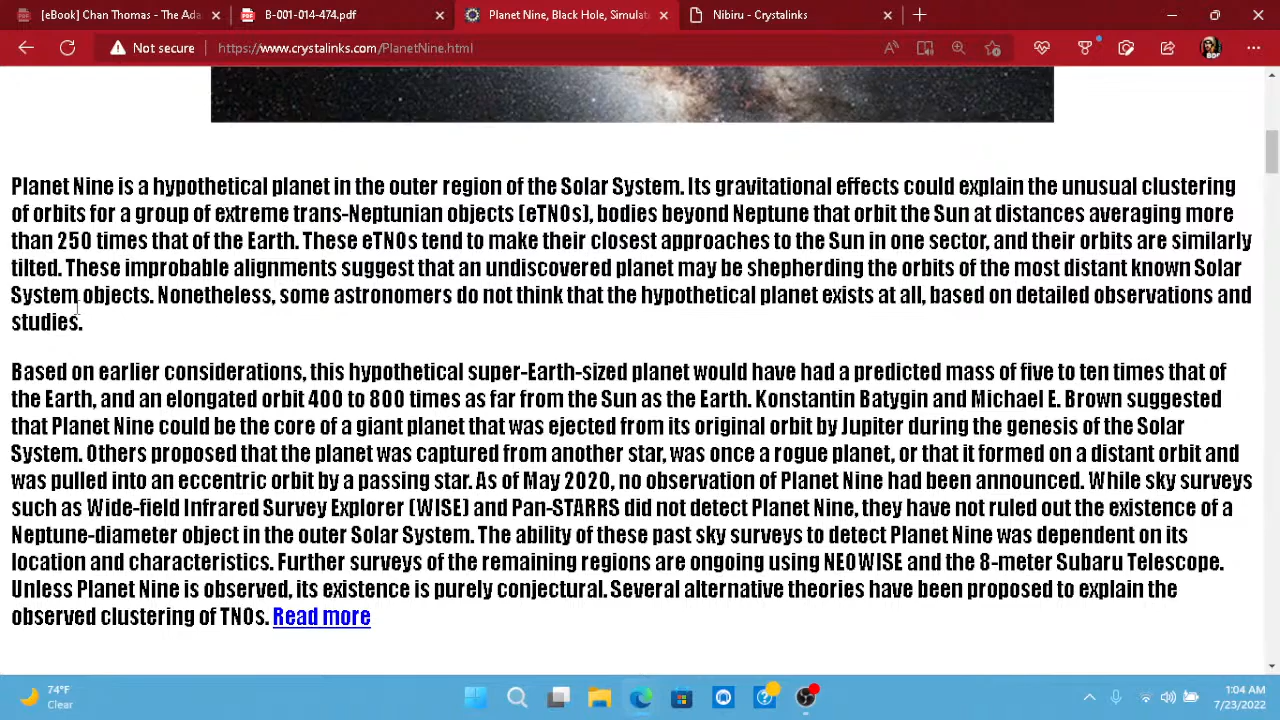 [eBook] Chan Thomas - The Ada
B-001-014-474.pdf
Planet Nine, Black Hole, Simulat
Nibiru - Crystalinks
Not secure
https://www.crystalinks.com/PlanetNine.html
Planet Nine is a hypothetical planet in the outer region of the Solar System. Its gravitational effects could explain the unusual clustering
of orbits for a group of extreme trans-Neptunian objects (eTNOs), bodies beyond Neptune that orbit the Sun at distances averaging more
than 250 times that of the Earth. These eTNOs tend to make their closest approaches to the Sun in one sector, and their orbits are similarly
tilted. These improbable alignments suggest that an undiscovered planet may be shepherding the orbits of the most distant known Solar
System objects. Nonetheless, some astronomers do not think that the hypothetical planet exists at all, based on detailed observations and
studies.
Based on earlier considerations, this hypothetical super-Earth-sized planet would have had a predicted mass of five to ten times that of
the Earth, and an elongated orbit 400 to 800 times as far from the Sun as the Earth. Konstantin Batygin and Michael E. Brown suggested
that Planet Nine could be the core of a giant planet that was ejected from its original orbit by Jupiter during the genesis of the Solar
System. Others proposed that the planet was captured from another star, was once a rogue planet, or that it formed on a distant orbit and
was pulled into an eccentric orbit by a passing star. As of May 2020, no observation of Planet Nine had been announced. While sky surveys
such as Wide-field Infrared Survey Explorer (WISE) and Pan-STARRS did not detect Planet Nine, they have not ruled out the existence of a
Neptune-diameter object in the outer Solar System. The ability of these past sky surveys to detect Planet Nine was dependent on its
location and characteristics. Further surveys of the remaining regions are ongoing using NEOWISE and the 8-meter Subaru Telescope.
Unless Planet Nine is observed, its existence is purely conjectural. Several alternative theories have been proposed to explain the
observed clustering of TNOs. Read more
74°F
Clear
1:04 AM
7/23/2022